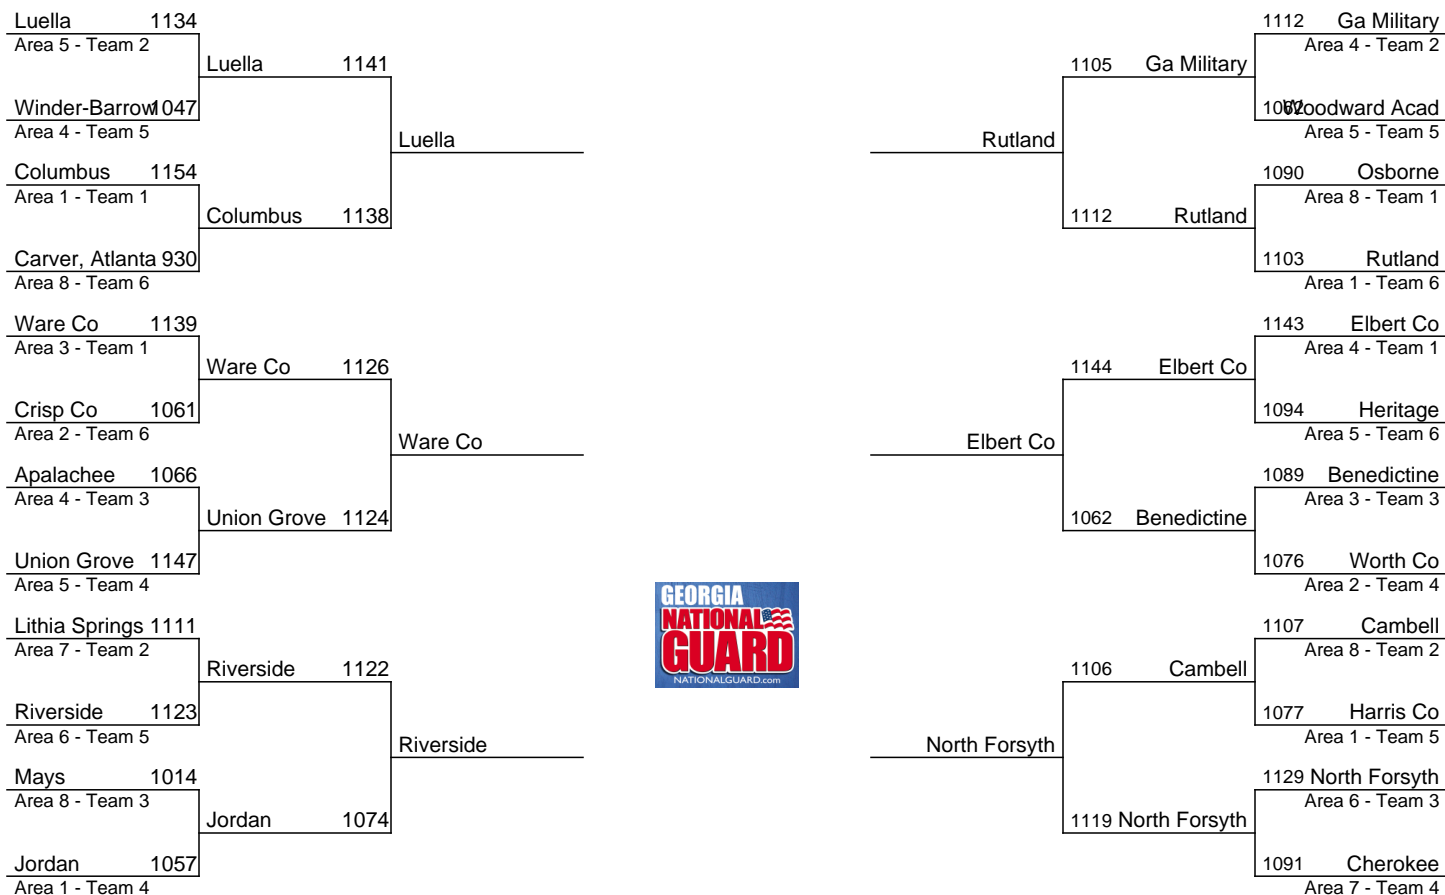 Luella 1134
Area 5 - Team 2
Luella 1141
Winder-Barrow 1047
Area 4 - Team 5
Luella
Columbus 1154
Area 1 - Team 1
Columbus 1138
Carver, Atlanta 930
Area 8 - Team 6
Ware Co 1139
Area 3 - Team 1
Ware Co 1126
Crisp Co 1061
Area 2 - Team 6
Ware Co
Apalachee 1066
Area 4 - Team 3
Union Grove 1124
Union Grove 1147
Area 5 - Team 4
Lithia Springs 1111
Area 7 - Team 2
Riverside 1122
Riverside 1123
Area 6 - Team 5
Riverside
Mays 1014
Area 8 - Team 3
Jordan 1074
Jordan 1057
Area 1 - Team 4
GEORGIA
NATIONAL
GUARD
NATIONALGUARD.com
1112 Ga Military
Area 4 - Team 2
1105 Ga Military
1062 Woodward Acad
Area 5 - Team 5
Rutland
1090 Osborne
Area 8 - Team 1
1112 Rutland
1103 Rutland
Area 1 - Team 6
1143 Elbert Co
Area 4 - Team 1
1144 Elbert Co
1094 Heritage
Area 5 - Team 6
Elbert Co
1089 Benedictine
Area 3 - Team 3
1062 Benedictine
1076 Worth Co
Area 2 - Team 4
1107 Cambell
Area 8 - Team 2
1106 Cambell
1077 Harris Co
Area 1 - Team 5
North Forsyth
1129 North Forsyth
Area 6 - Team 3
1119 North Forsyth
1091 Cherokee
Area 7 - Team 4